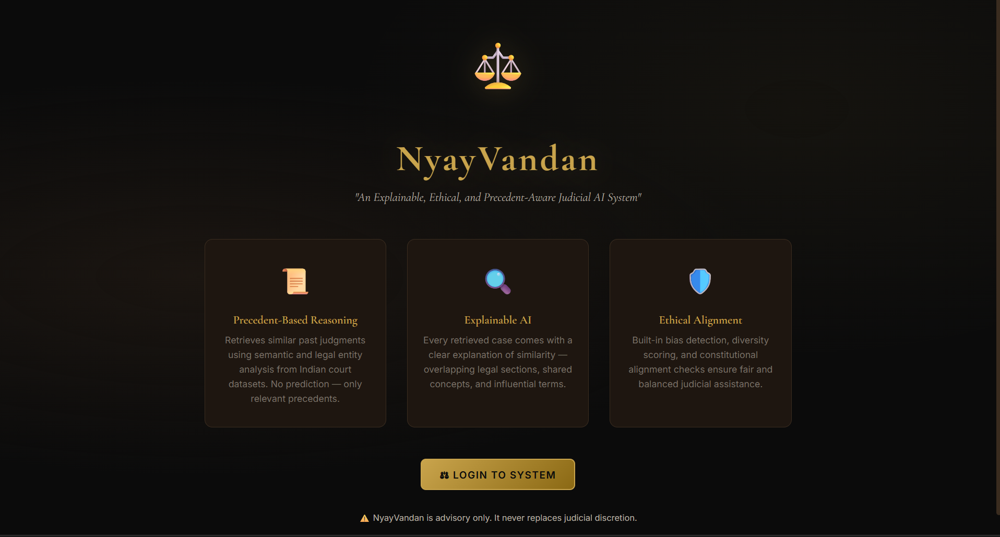 NyayVandan
"An Explainable, Ethical, and Precedent-Aware Judicial AI System"
Precedent-Based Reasoning
Retrieves similar past judgments
using semantic and legal entity
analysis from Indian court
datasets. No prediction — only
relevant precedents.
Explainable AI
Every retrieved case comes with a
clear explanation of similarity —
overlapping legal sections, shared
concepts, and influential terms.
Ethical Alignment
Built-in bias detection, diversity
scoring, and constitutional
alignment checks ensure fair and
balanced judicial assistance.
LOGIN TO SYSTEM
NyayVandan is advisory only. It never replaces judicial discretion.